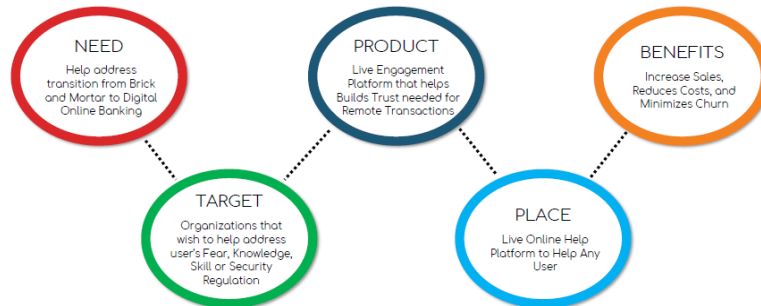 NEED
Help address
transition from Brick
and Mortar to Digital
Online Banking
TARGET
Organizations that
wish to help address
user's Fear, Knowledge,
Skill or Security
Regulation
PRODUCT
Live Engagement
Platform that helps
Builds Trust needed for
Remote Transactions
PLACE
Live Online Help
Platform to Help Any
User
BENEFITS
Increase Sales,
Reduces Costs, and
Minimizes Churn